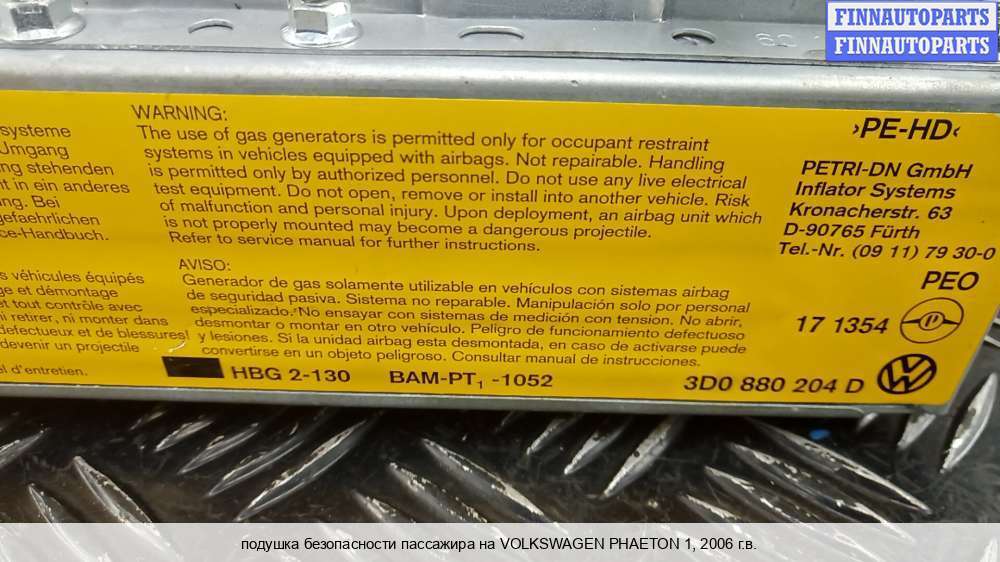 FINNAUTOPARTS
FINNAUTOPARTS
systeme
Umgang
ng stehenden
t in ein anderes
ng. Bei
gefaehrlichen
ce-Handbuch.
s véhicules équipés
ge et démontage
et tout contrôle avec
ni retirer, ni monter dans
defectueux et de blessures
devenir un projectile
el d'entretien.
WARNING:
The use of gas generators is permitted only for occupant restraint
systems in vehicles equipped with airbags. Not repairable. Handling
is permitted only by authorized personnel. Do not use any live electrical
test equipment. Do not open, remove or install into another vehicle. Risk
of malfunction and personal injury. Upon deployment, an airbag unit which
is not properly mounted may become a dangerous projectile.
Refer to service manual for further instructions.
AVISO:
Generador de gas solamente utilizable en vehículos con sistemas airbag
de seguridad pasiva. Sistema no reparable. Manipulación solo por personal
especializado. No ensayar con sistemas de medición con tensión. No abrir,
desmontar o montar en otro vehículo. Peligro de funcionamiento defectuoso
y lesiones. Si la unidad airbag esta desmontada, en caso de activarse puede
convertirse en un objeto peligroso. Consultar manual de instrucciones.
HBG 2-130 BAM-PT₁ -1052
›PE-HD‹
PETRI-DN GmbH
Inflator Systems
Kronacherstr. 63
D-90765 Fürth
Tel.-Nr. (09 11) 79 30-0
PEO
17 1354 P
3D0 880 204 D VW
подушка безопасности пассажира на VOLKSWAGEN PHAETON 1, 2006 г.в.